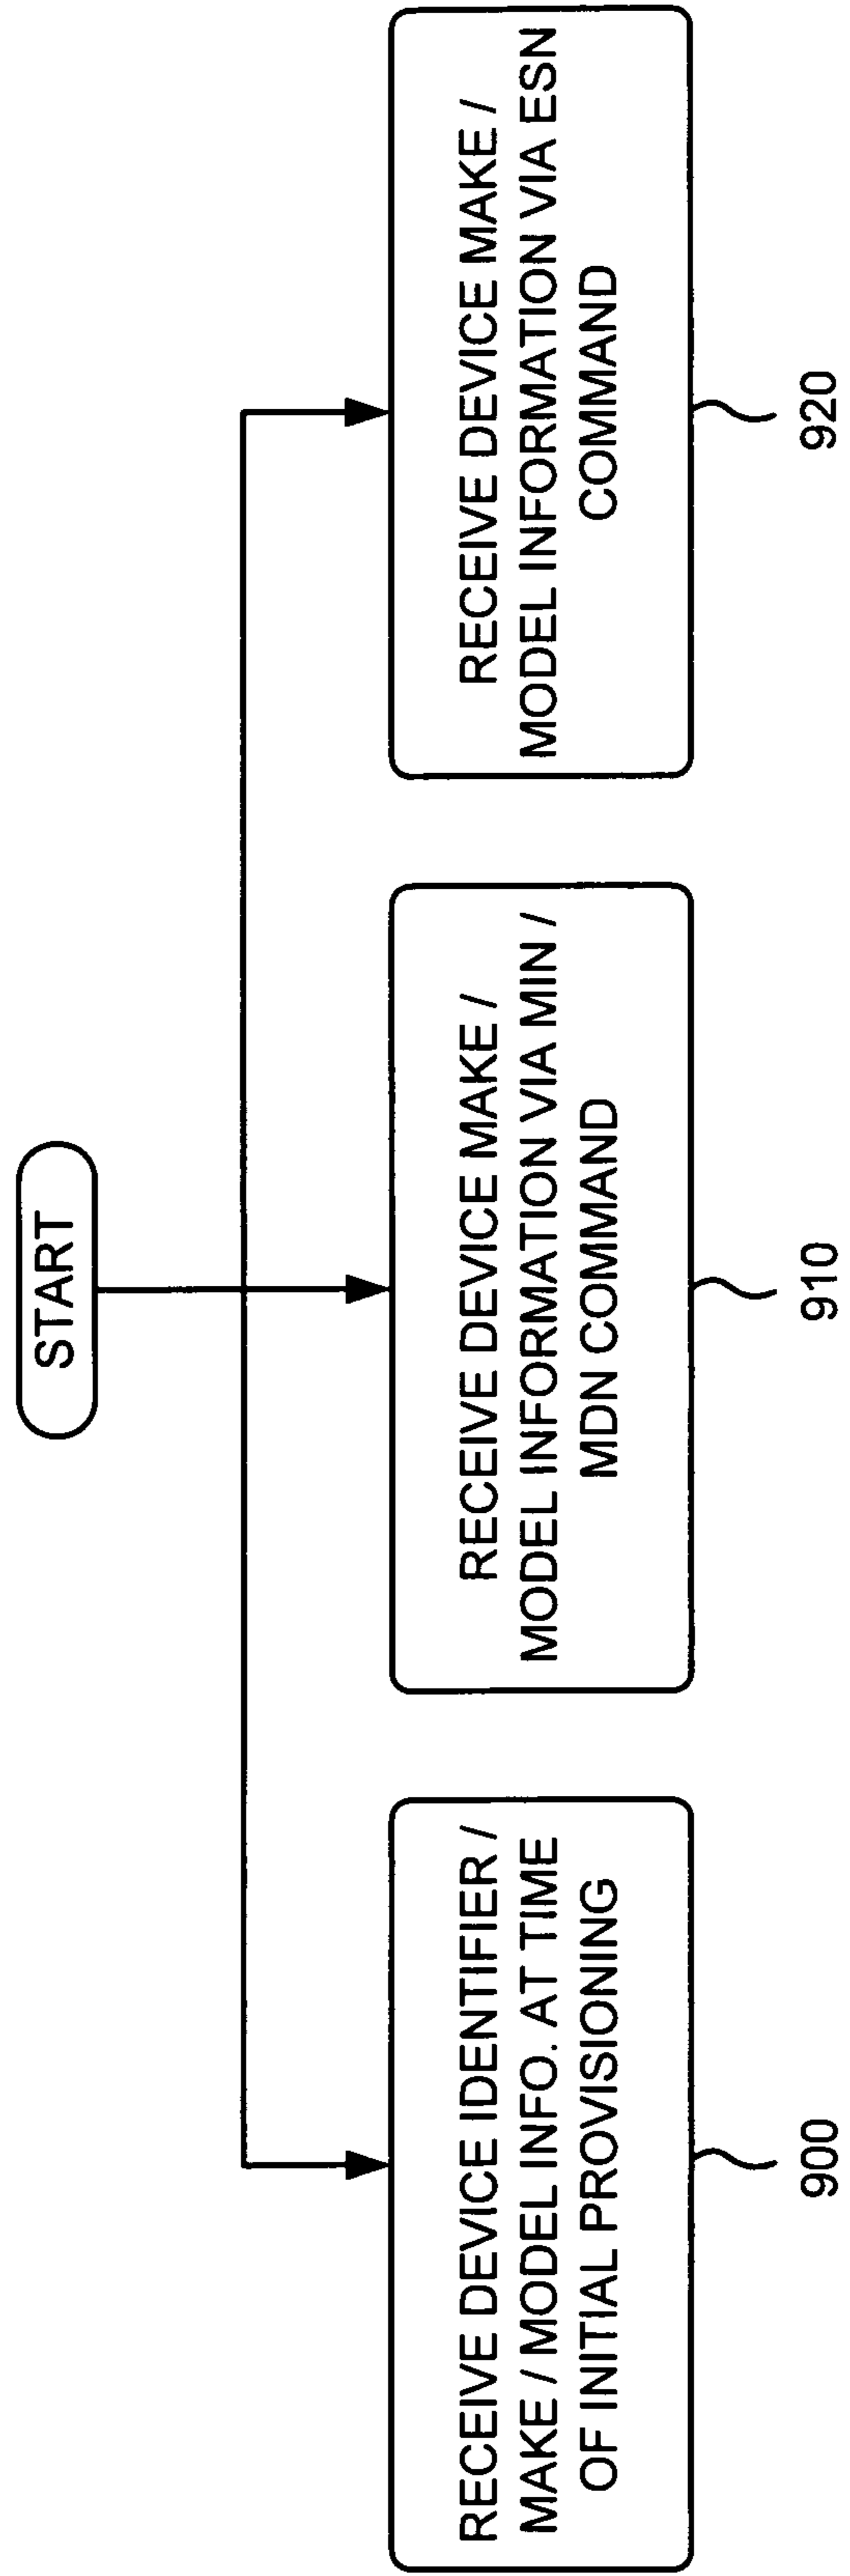 START
RECEIVE DEVICE IDENTIFIER /
MAKE / MODEL INFO. AT TIME
OF INITIAL PROVISIONING
900
RECEIVE DEVICE MAKE /
MODEL INFORMATION VIA MIN /
MDN COMMAND
910
RECEIVE DEVICE MAKE /
MODEL INFORMATION VIA ESN
COMMAND
920